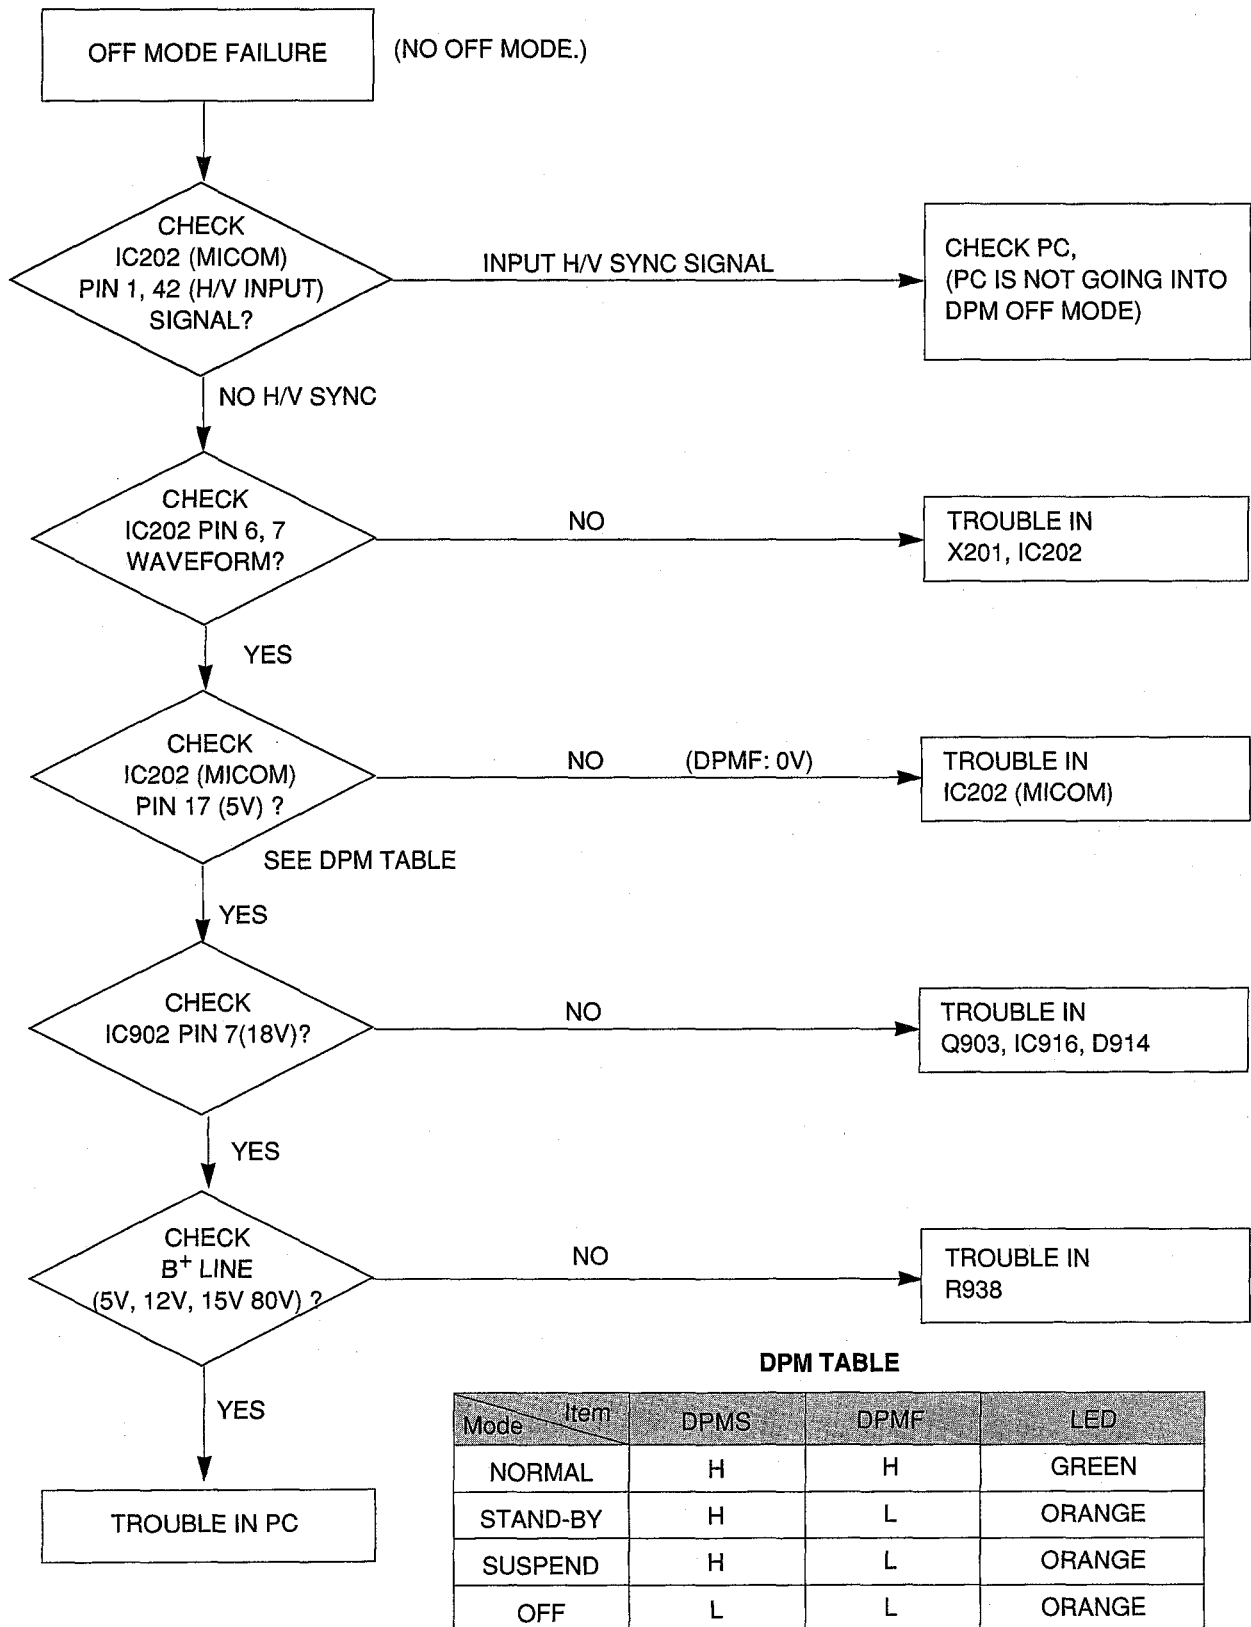 OFF MODE FAILURE
(NO OFF MODE.)
CHECK
IC202 (MICOM)
PIN 1, 42 (H/V INPUT)
SIGNAL?
INPUT H/V SYNC SIGNAL
CHECK PC,
(PC IS NOT GOING INTO
DPM OFF MODE)
NO H/V SYNC
CHECK
IC202 PIN 6, 7
WAVEFORM?
NO
TROUBLE IN
X201, IC202
YES
CHECK
IC202 (MICOM)
PIN 17 (5V) ?
NO (DPMF: 0V)
TROUBLE IN
IC202 (MICOM)
SEE DPM TABLE
YES
CHECK
IC902 PIN 7(18V)?
NO
TROUBLE IN
Q903, IC916, D914
YES
CHECK
B+ LINE
(5V, 12V, 15V 80V) ?
NO
TROUBLE IN
R938
YES
TROUBLE IN PC
DPM TABLE
Mode Item DPMS DPMF LED
NORMAL H H GREEN
STAND-BY H L ORANGE
SUSPEND H L ORANGE
OFF L L ORANGE